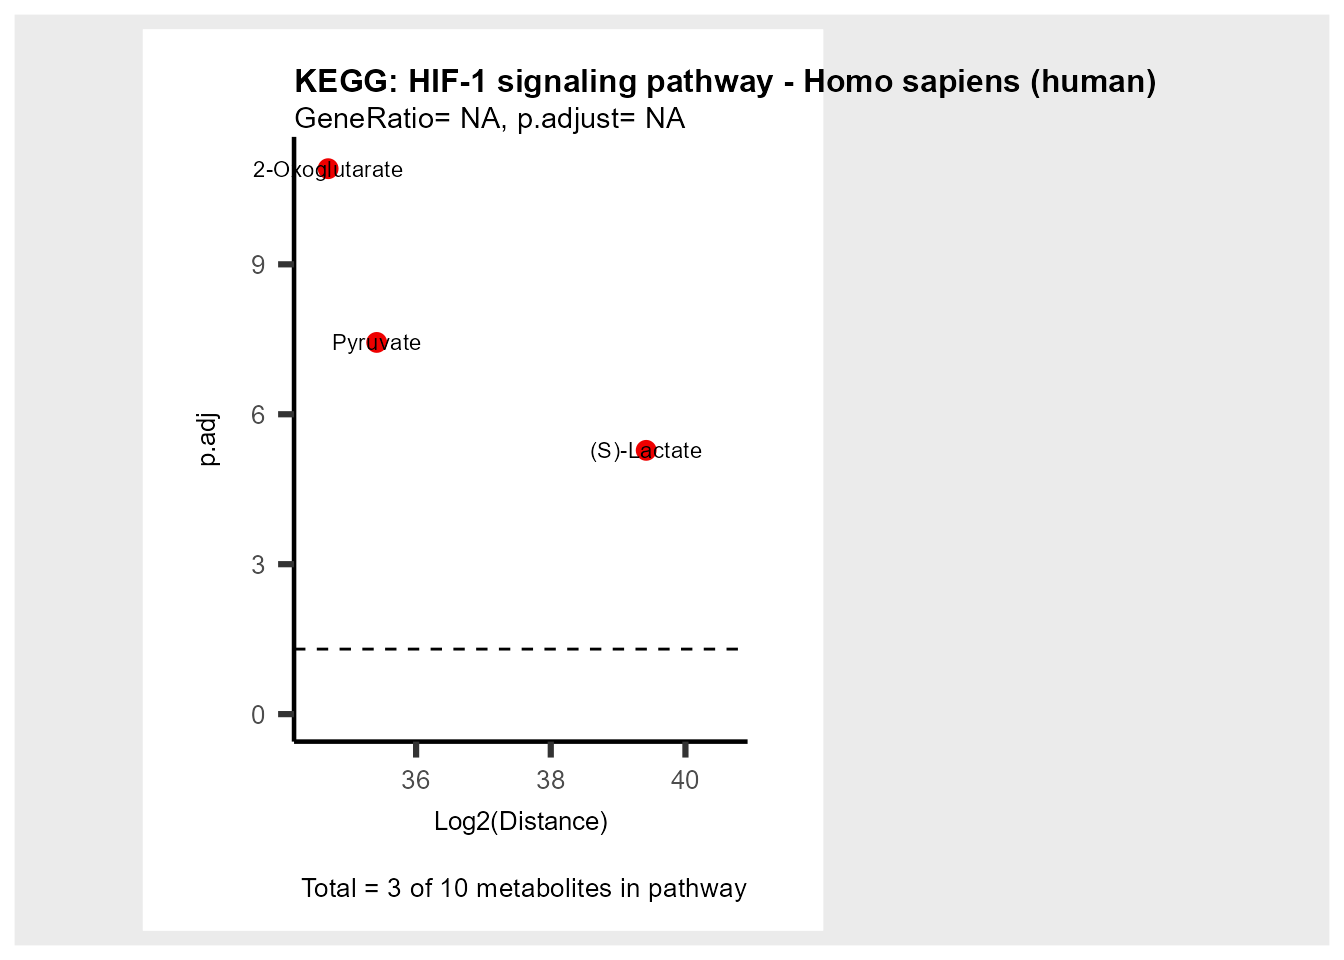 KEGG: HIF-1 signaling pathway - Homo sapiens (human)
GeneRatio= NA, p.adjust= NA
2-Oxoglutarate
9
Pyruvate
6
p.adj
(S)-Lactate
3
0
36 38 40
Log2(Distance)
Total = 3 of 10 metabolites in pathway